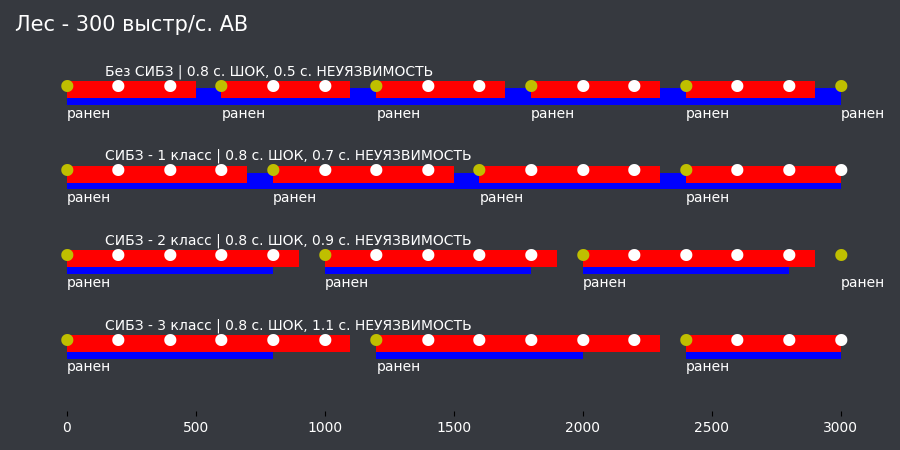 Лес - 300 выстр/с. АВ
Без СИБЗ | 0.8 с. ШОК, 0.5 с. НЕУЯЗВИМОСТЬ
ранен ранен ранен ранен ранен ранен
СИБЗ - 1 класс | 0.8 с. ШОК, 0.7 с. НЕУЯЗВИМОСТЬ
ранен ранен ранен ранен
СИБЗ - 2 класс | 0.8 с. ШОК, 0.9 с. НЕУЯЗВИМОСТЬ
ранен ранен ранен ранен
СИБЗ - 3 класс | 0.8 с. ШОК, 1.1 с. НЕУЯЗВИМОСТЬ
ранен ранен ранен
0 500 1000 1500 2000 2500 3000